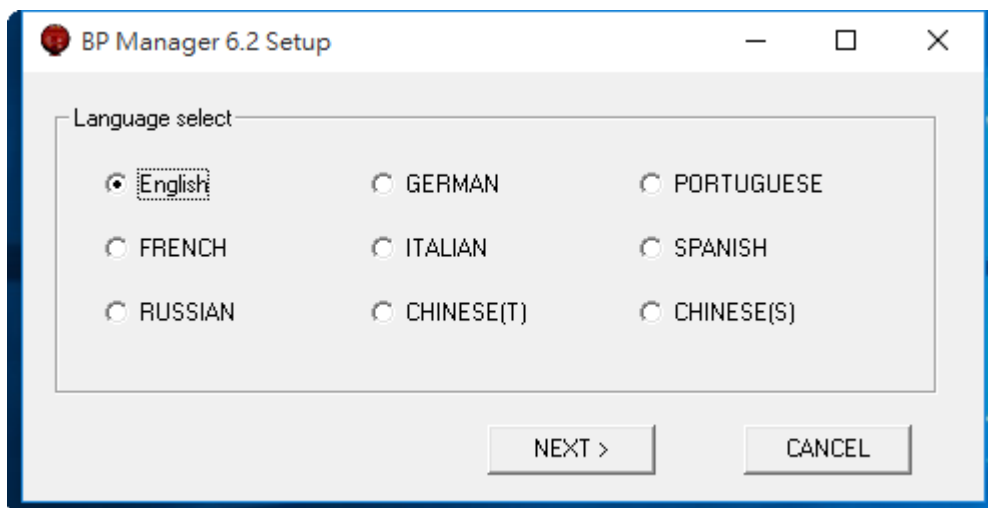 BP Manager 6.2 Setup
Language select
English GERMAN PORTUGUESE
FRENCH ITALIAN SPANISH
RUSSIAN CHINESE(T) CHINESE(S)
NEXT > CANCEL